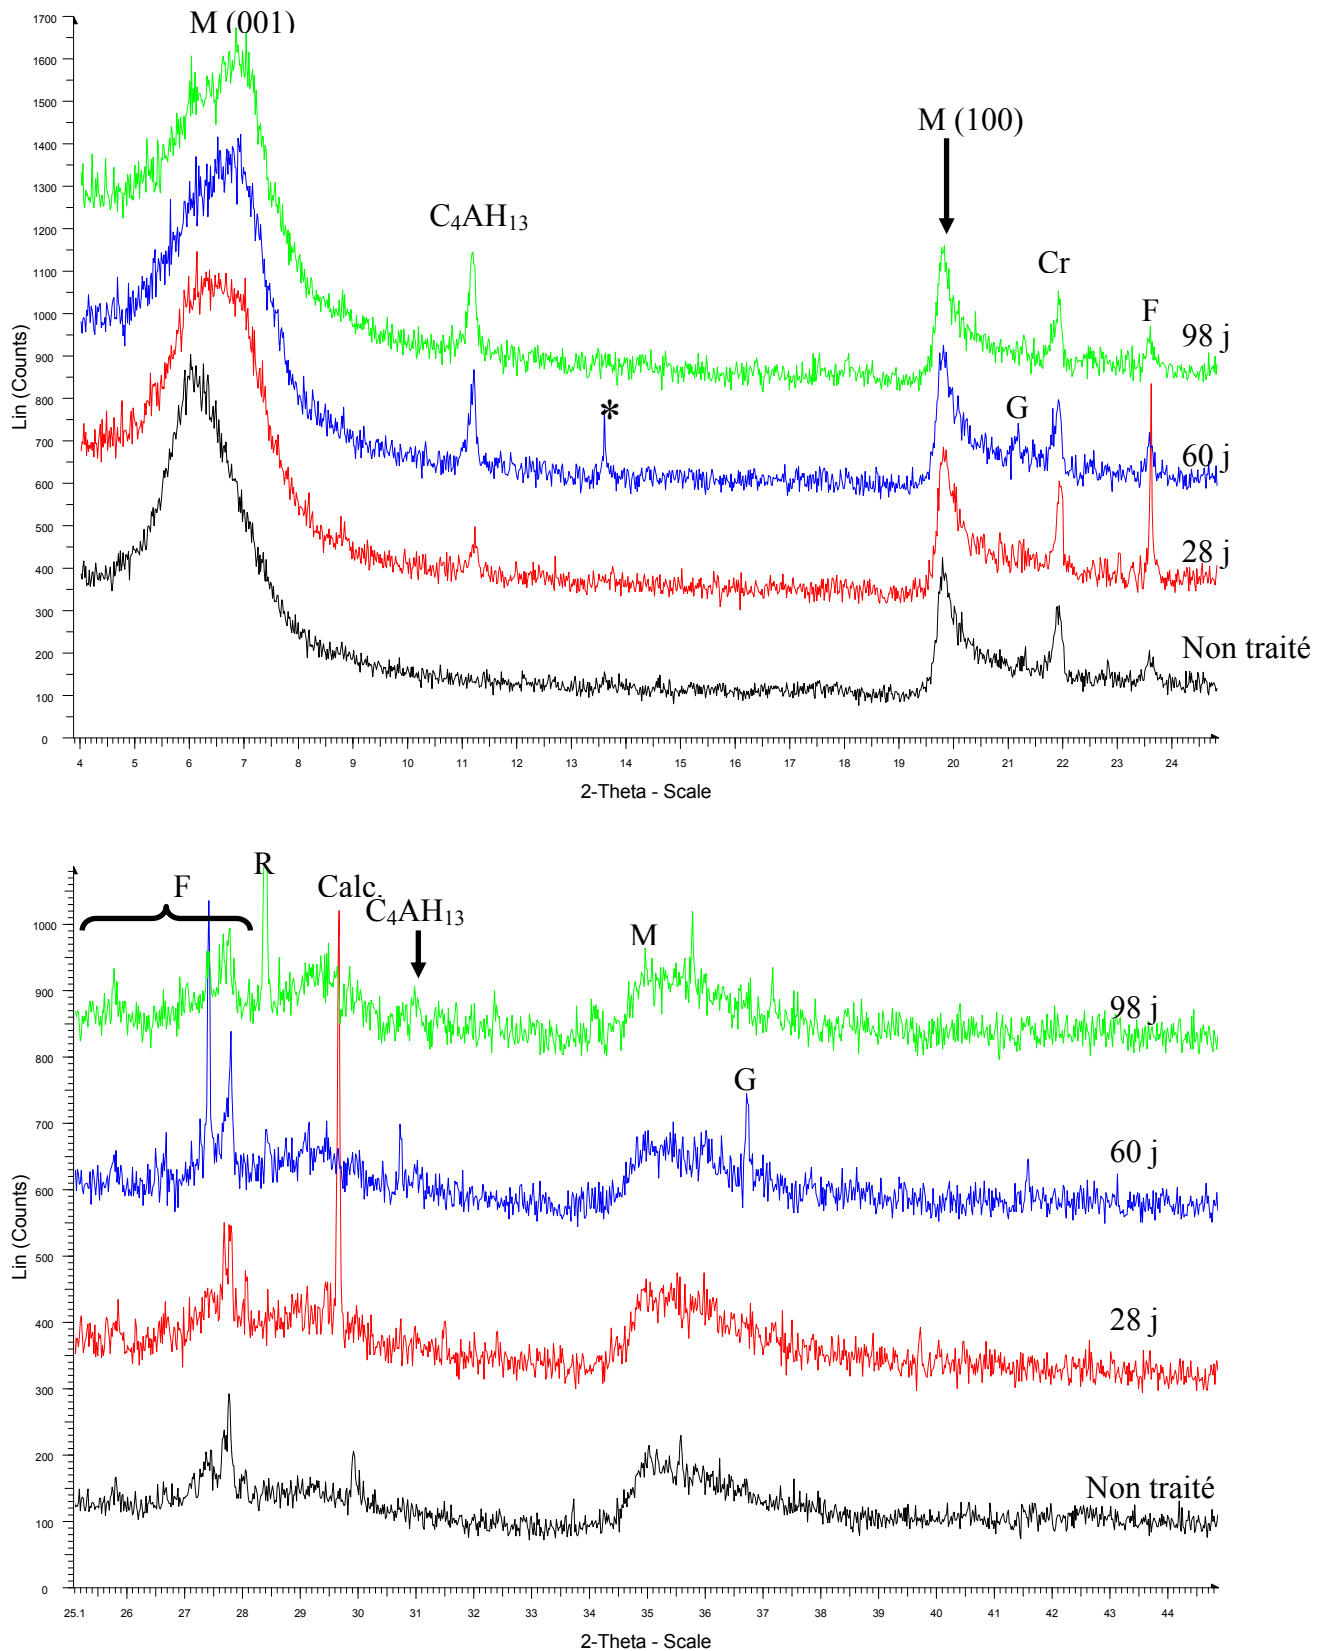 M (001)
M (100)
C₄AH₁₃
Cr
F
98 j
*
G
60 j
28 j
Non traité
Lin (Counts)
1700
1600
1500
1400
1300
1200
1100
1000
900
800
700
600
500
400
300
200
100
0
4 5 6 7 8 9 10 11 12 13 14 15 16 17 18 19 20 21 22 23 24
2-Theta - Scale
R
F
Calc.
C₄AH₁₃
M
98 j
G
60 j
28 j
Non traité
Lin (Counts)
1000
900
800
700
600
500
400
300
200
100
0
25.1 26 27 28 29 30 31 32 33 34 35 36 37 38 39 40 41 42 43 44
2-Theta - Scale